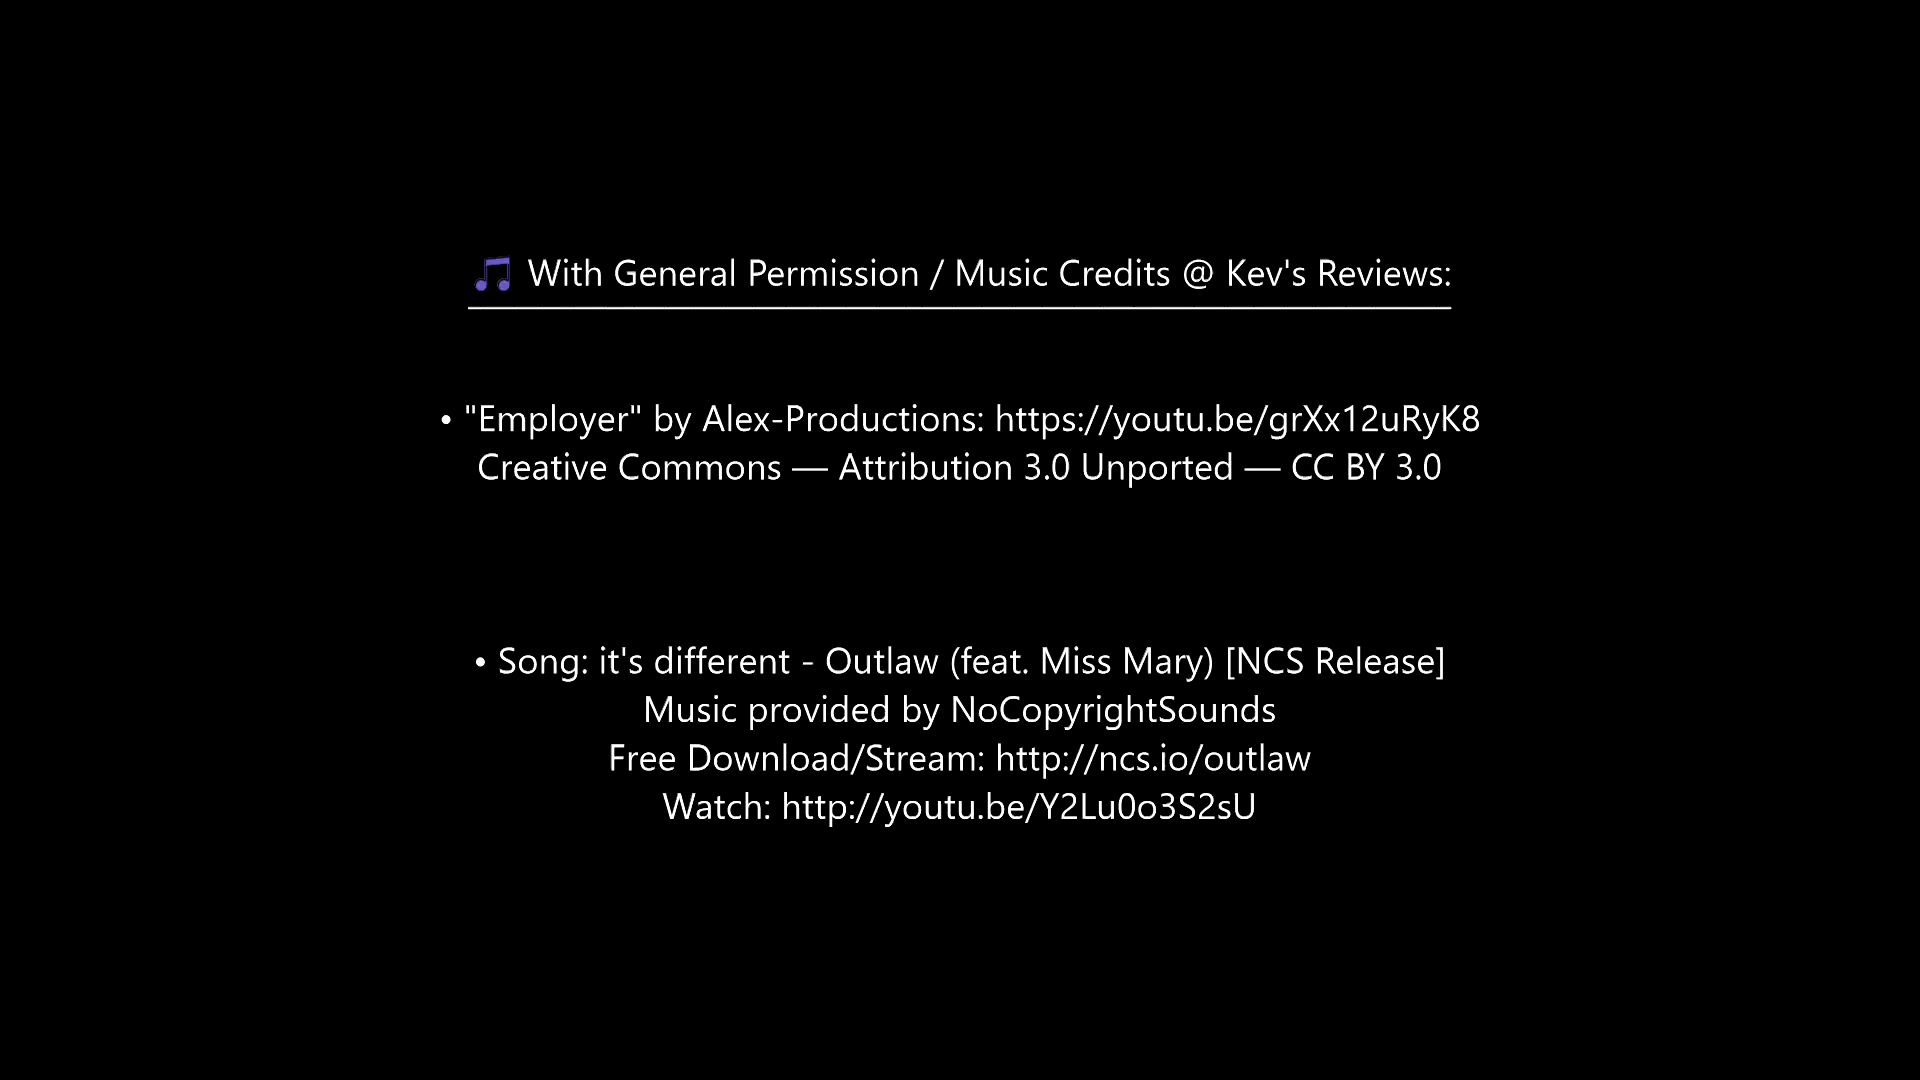 🎵 With General Permission / Music Credits @ Kev's Reviews:
• "Employer" by Alex-Productions: https://youtu.be/grXx12uRyK8
Creative Commons — Attribution 3.0 Unported — CC BY 3.0
• Song: it's different - Outlaw (feat. Miss Mary) [NCS Release]
Music provided by NoCopyrightSounds
Free Download/Stream: http://ncs.io/outlaw
Watch: http://youtu.be/Y2Lu0o3S2sU